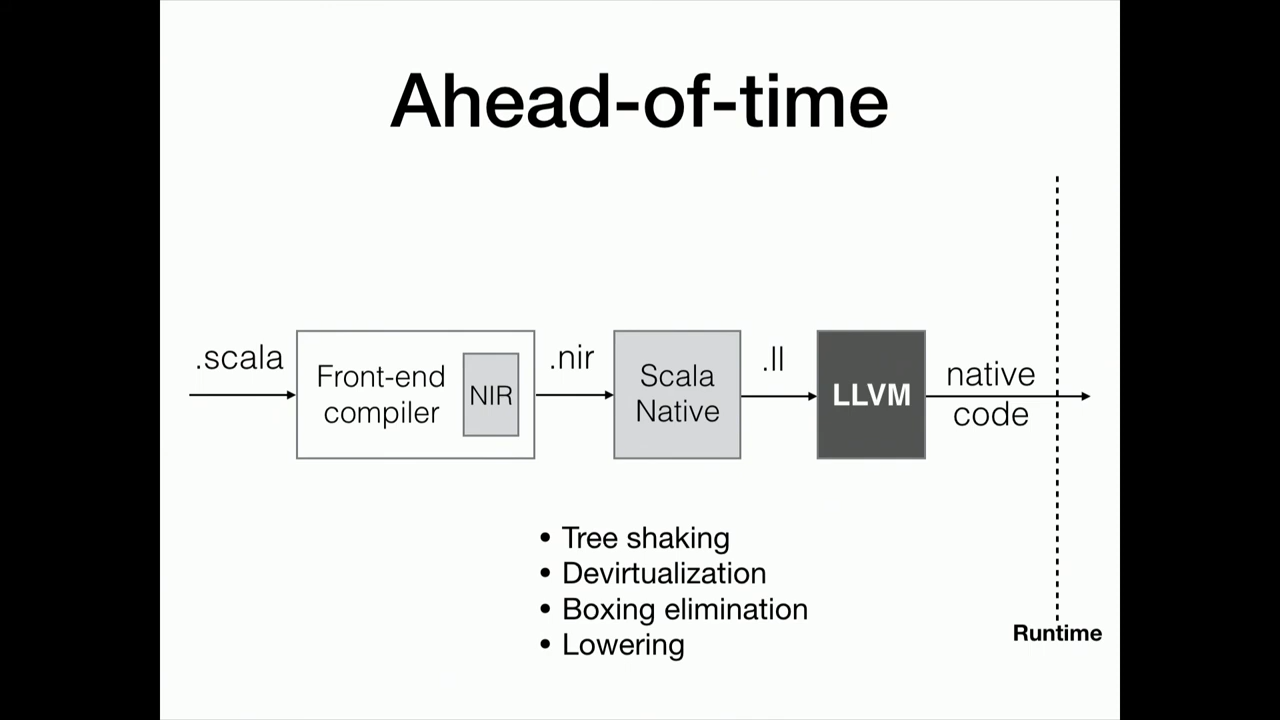 Ahead-of-time
.scala
Front-end
compiler
NIR
.nir
Scala
Native
.ll
LLVM
native
code
• Tree shaking
• Devirtualization
• Boxing elimination
• Lowering
Runtime